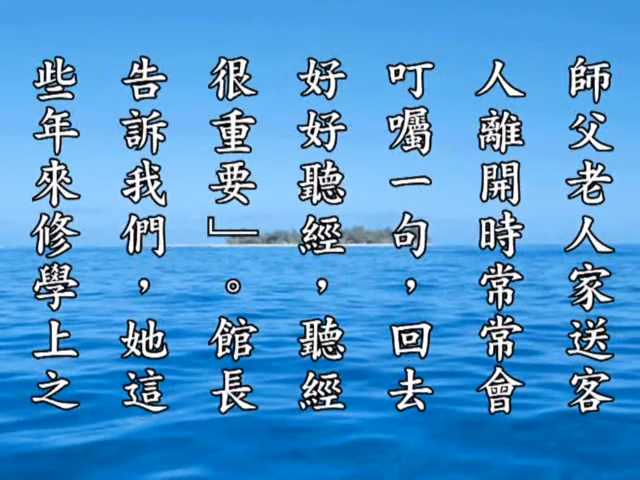 師父老人家送客
人離開時常常會
叮囑一句，回去
好好聽經，聽經
很重要」。館長
告訴我們，她這
些年來修學上之